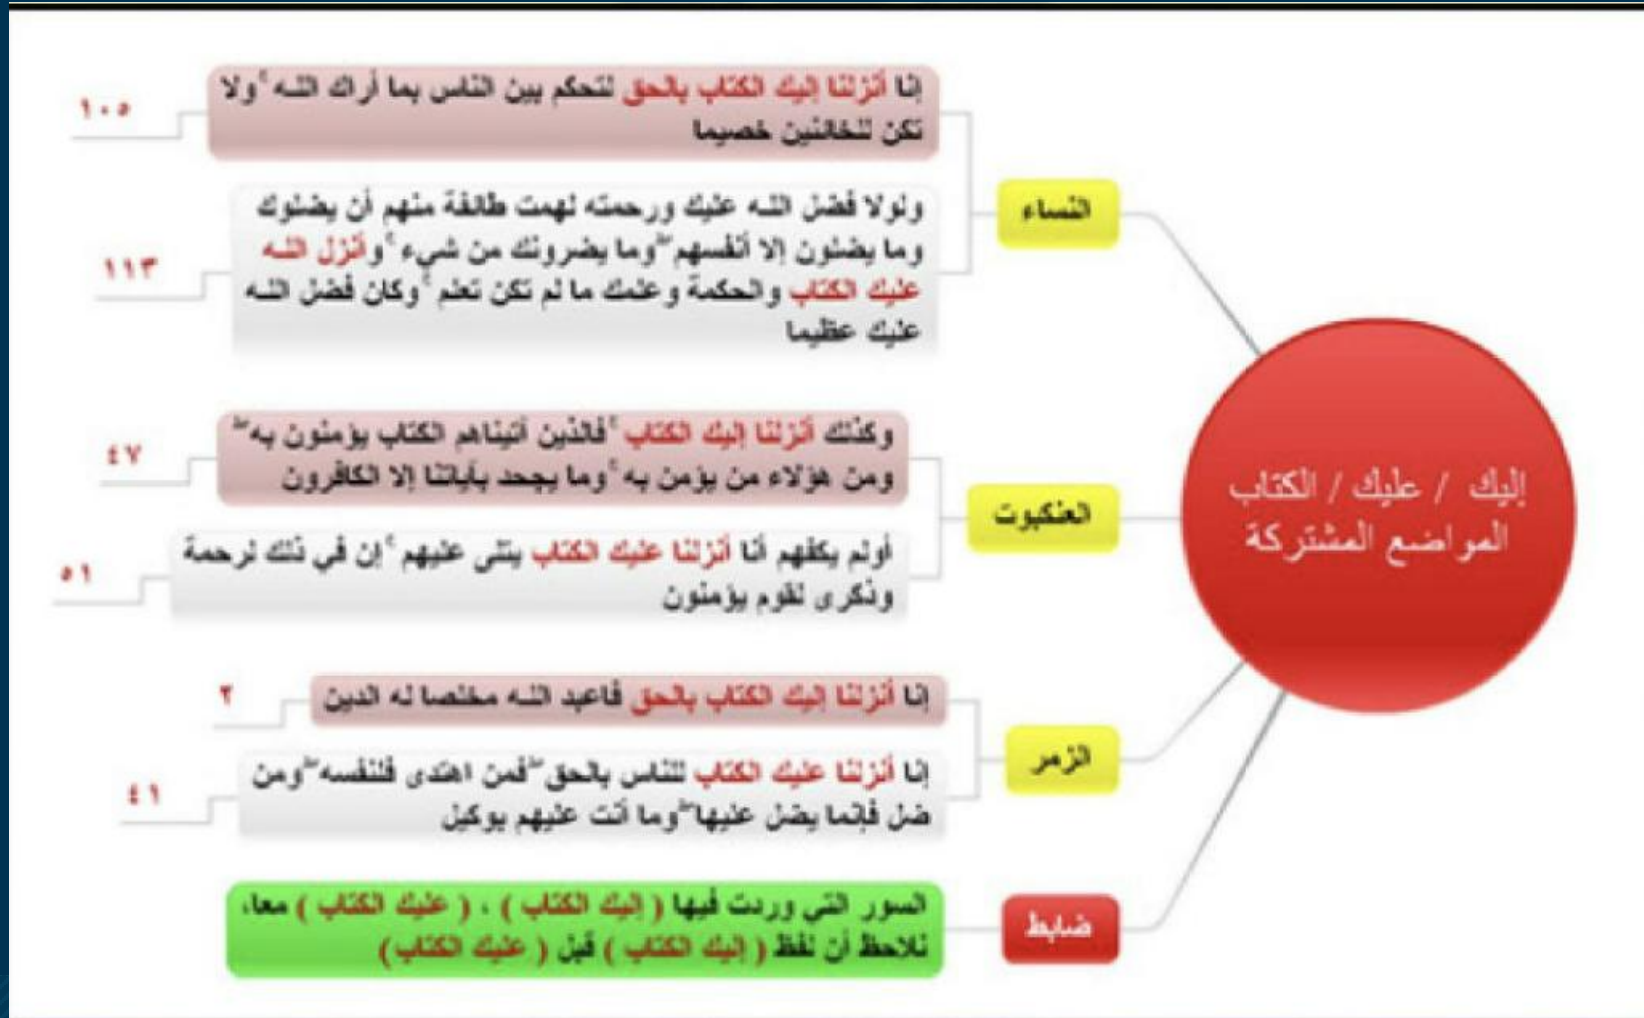 إليك / عليك / الكتاب
المواضع المشتركة
النساء
إنا أنزلنا إليك الكتاب بالحق لتحكم بين الناس بما أراك الله ۚ ولا
تكن للخائنين خصيما
١٠٥
ولولا فضل الله عليك ورحمته لهمت طائفة منهم أن يضلوك
وما يضلون إلا أنفسهم ۖ وما يضرونك من شيء ۚ وأنزل الله
عليك الكتاب والحكمة وعلمك ما لم تكن تعلم ۚ وكان فضل الله
عليك عظيما
١١٣
العنكبوت
وكذلك أنزلنا إليك الكتاب ۚ فالذين آتيناهم الكتاب يؤمنون به ۖ
ومن هؤلاء من يؤمن به ۚ وما يجحد بآياتنا إلا الكافرون
٤٧
أولم يكفهم أنا أنزلنا عليك الكتاب يتلى عليهم ۚ إن في ذلك لرحمة
وذكرى لقوم يؤمنون
٥١
الزمر
إنا أنزلنا إليك الكتاب بالحق فاعبد الله مخلصا له الدين
٢
إنا أنزلنا عليك الكتاب للناس بالحق ۖ فمن اهتدى فلنفسه ۖ ومن
ضل فإنما يضل عليها ۖ وما أنت عليهم بوكيل
٤١
ضابط
السور التي وردت فيها ( إليك الكتاب ) ، ( عليك الكتاب ) معا،
نلاحظ أن لفظ ( إليك الكتاب ) قبل ( عليك الكتاب)